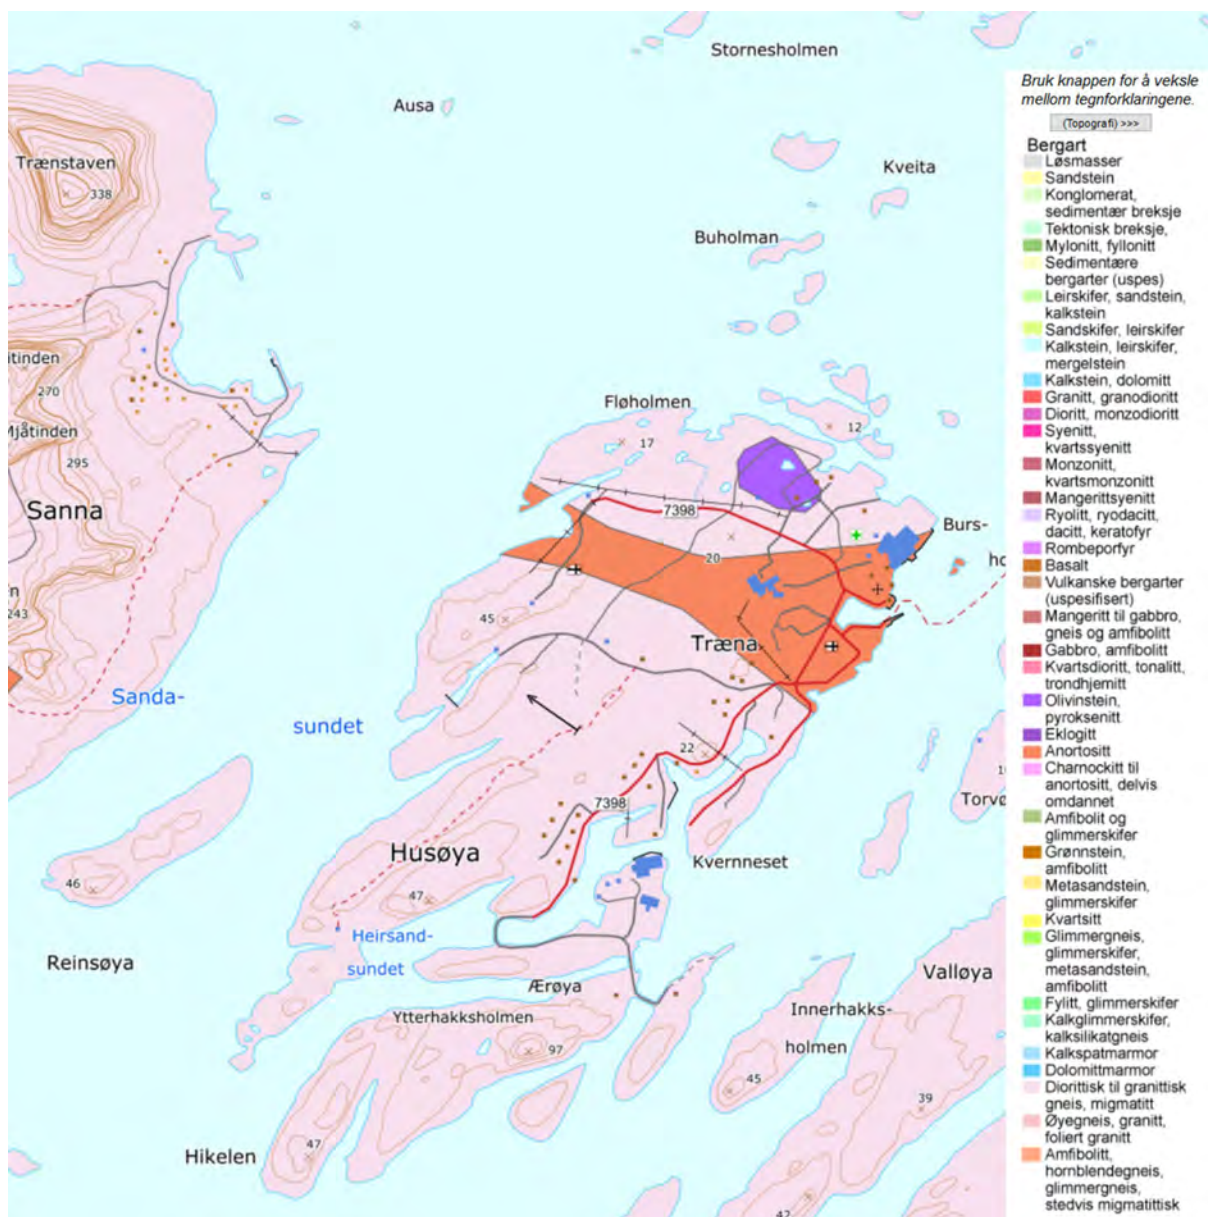 Stornesholmen
Ausa
Trænstaven
338
Kveita
Buholman
270
Mjåtinden
295
Fløholmen
17
12
Sanna
7398
Burs-
20
243
45
Træna
Sanda-
sundet
22
7398
Husøya
Kvernneset
46
47
Heirsand-
sundet
Reinsøya
Ærøya
Valløya
Ytterhakksholmen
Innerhakks-
holmen
97
45
39
47
Hikelen
42
Bruk knappen for å veksle
mellom tegnforklaringene.
(Topografi) >>>
Bergart
Løsmasser
Sandstein
Konglomerat,
sedimentær breksje
Tektonisk breksje,
Mylonitt, fyllonitt
Sedimentære
bergarter (uspes)
Leirskifer, sandstein,
kalkstein
Sandskifer, leirskifer
Kalkstein, leirskifer,
mergelstein
Kalkstein, dolomitt
Granitt, granodioritt
Dioritt, monzodioritt
Syenitt,
kvartssyenitt
Monzonitt,
kvartsmonzonitt
Mangerittsyenitt
Ryolitt, ryodacitt,
dacitt, keratofyr
Rombeporfyr
Basalt
Vulkanske bergarter
(uspesifisert)
Mangeritt til gabbro,
gneis og amfibolitt
Gabbro, amfibolitt
Kvartsdioritt, tonalitt,
trondhjemitt
Olivinstein,
pyroksenitt
Eklogitt
Anortositt
Charnockitt til
anortositt, delvis
omdannet
Amfibolit og
glimmerskifer
Grønnstein,
amfibolitt
Metasandstein,
glimmerskifer
Kvartsitt
Glimmergneis,
glimmerskifer,
metasandstein,
amfibolitt
Fylitt, glimmerskifer
Kalkglimmerskifer,
kalksilikatgneis
Kalkspatmarmor
Dolomittmarmor
Diorittisk til granittisk
gneis, migmatitt
Øyegneis, granitt,
foliert granitt
Amfibolitt,
hornblendegneis,
glimmergneis,
stedvis migmatittisk